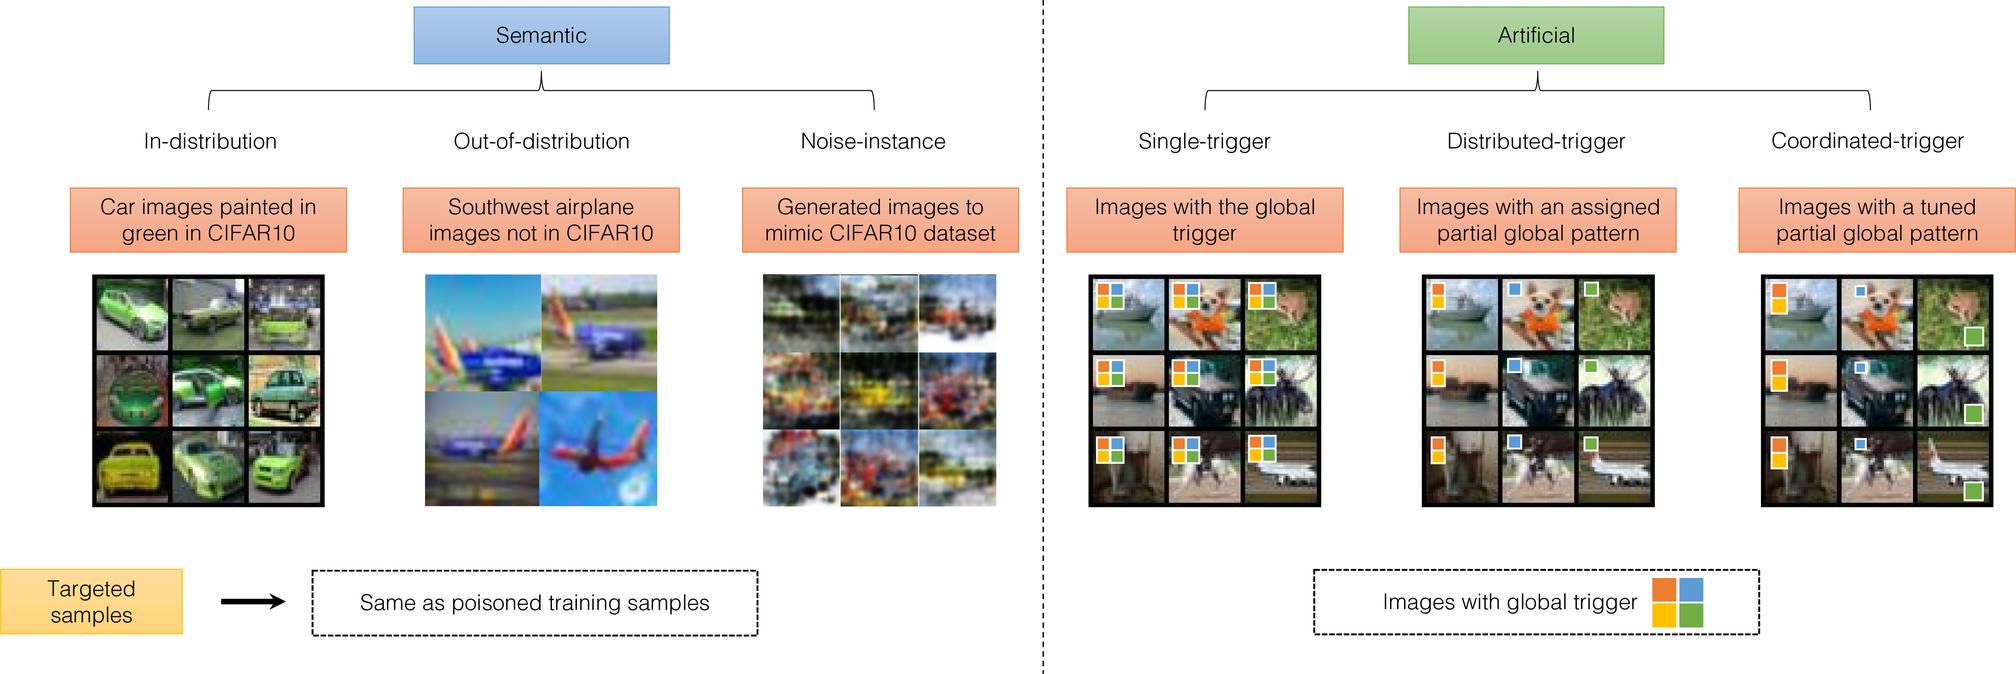 Semantic
Artificial
In-distribution
Out-of-distribution
Noise-instance
Single-trigger
Distributed-trigger
Coordinated-trigger
Car images painted in
green in CIFAR10
Southwest airplane
images not in CIFAR10
Generated images to
mimic CIFAR10 dataset
Images with the global
trigger
Images with an assigned
partial global pattern
Images with a tuned
partial global pattern
Targeted
samples
Same as poisoned training samples
Images with global trigger